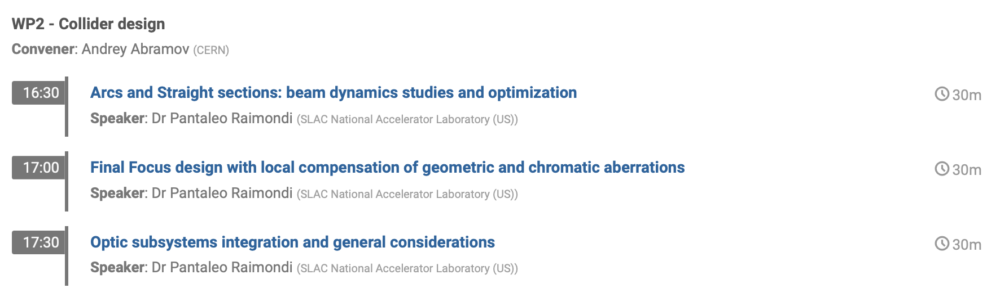 WP2 - Collider design
Convener: Andrey Abramov (CERN)
16:30 Arcs and Straight sections: beam dynamics studies and optimization 30m
Speaker: Dr Pantaleo Raimondi (SLAC National Accelerator Laboratory (US))
17:00 Final Focus design with local compensation of geometric and chromatic aberrations 30m
Speaker: Dr Pantaleo Raimondi (SLAC National Accelerator Laboratory (US))
17:30 Optic subsystems integration and general considerations 30m
Speaker: Dr Pantaleo Raimondi (SLAC National Accelerator Laboratory (US))